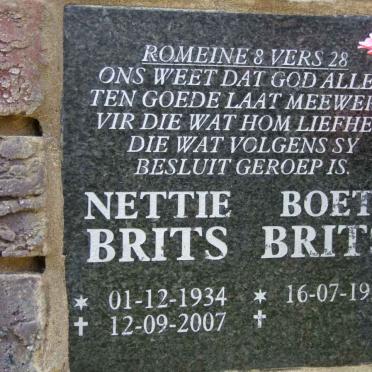 ROMEINE 8 VERS 28
ONS WEET DAT GOD ALLE
TEN GOEDE LAAT MEEWER
VIR DIE WAT HOM LIEFHE
DIE WAT VOLGENS SY
BESLUIT GEROEP IS.
NETTIE BOET
BRITS BRITS
* 01-12-1934 * 16-07-19
† 12-09-2007 †